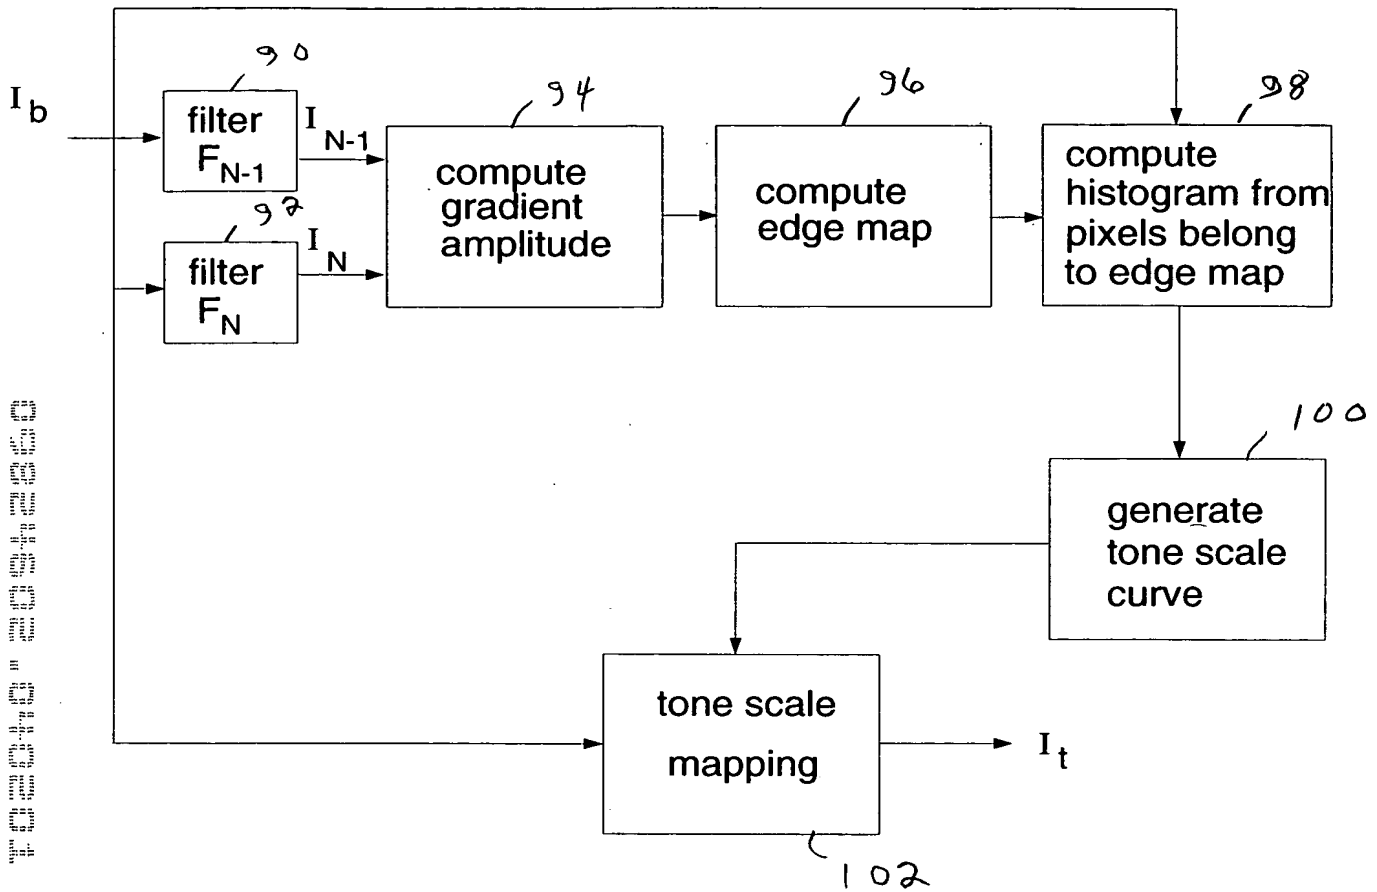 90
94
96
98
I b
filter
F N-1
I N-1
compute
gradient
amplitude
compute
edge map
compute
histogram from
pixels belong
to edge map
92
filter
F N
I N
100
generate
tone scale
curve
tone scale
mapping
I t
102